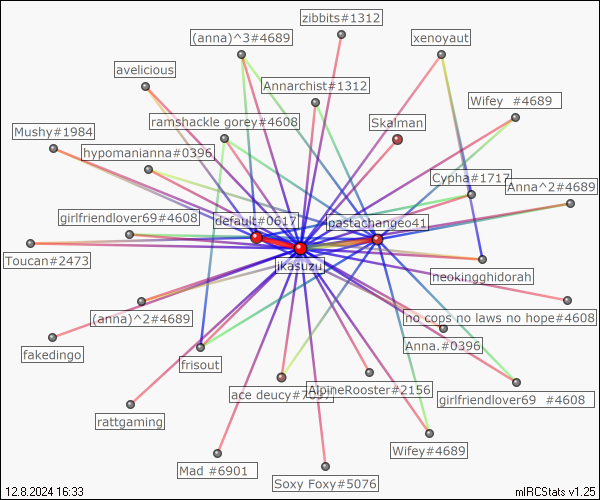 zibbits#1312
(anna)^3#4689
xenoyaut
avelicious
Annarchist#1312
Wifey #4689
ramshackle gorey#4608
Skalman
Mushy#1984
hypomanianna#0396
Cypha#1717
Anna^2#4689
girlfriendlover69#4608
default#0617
pastachangeo41
Toucan#2473
jkasuzu
neokingghidorah
(anna)^2#4689
no cops no laws no hope#4608
Anna.#0396
fakedingo
frisout
ace deucy#7097
AlpineRooster#2156
girlfriendlover69 #4608
rattgaming
Wifey#4689
Mad #6901
Soxy Foxy#5076
12.8.2024 16:33
mIRCStats v1.25